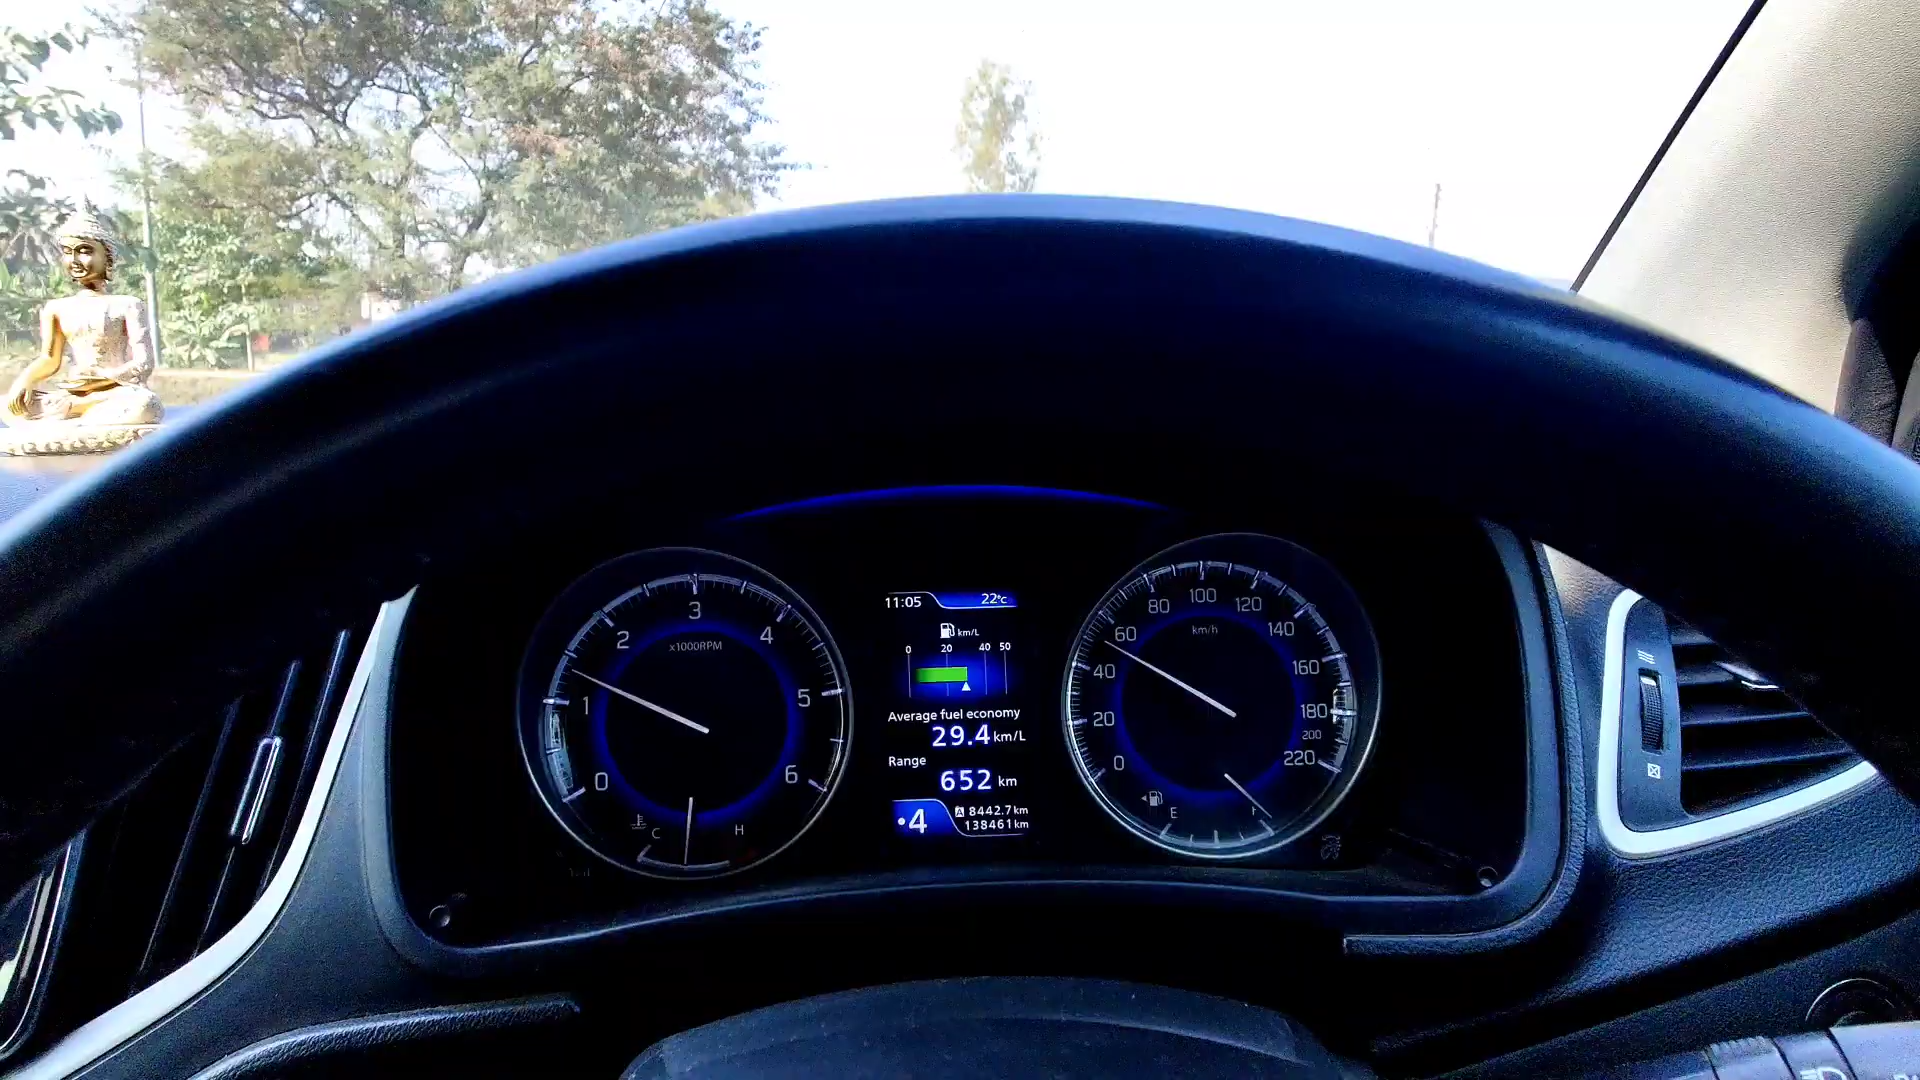 11:05 22°C
km/L
0 20 40 50
Average fuel economy
29.4 km/L
Range
652 km
•4
A 8442.7 km
138461 km
0
1
2
3
4
5
6
x1000RPM
C H
0
20
40
60
80
100
120
140
160
180
200
220
km/h
E F